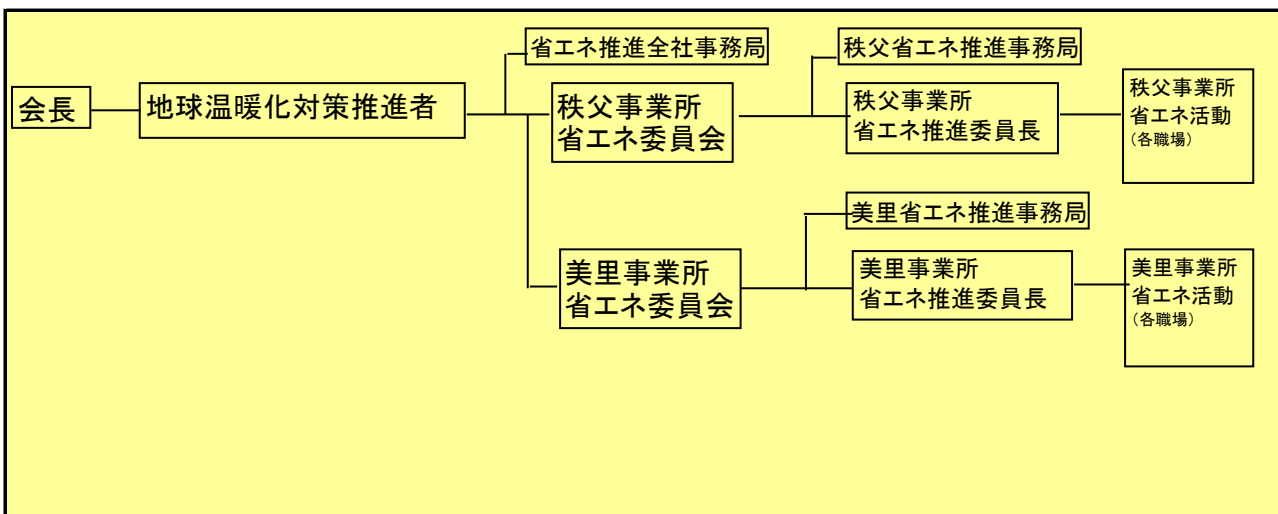 会長
地球温暖化対策推進者
省エネ推進全社事務局
秩父事業所
省エネ委員会
秩父省エネ推進事務局
秩父事業所
省エネ推進委員長
秩父事業所
省エネ活動
(各職場)
美里事業所
省エネ委員会
美里省エネ推進事務局
美里事業所
省エネ推進委員長
美里事業所
省エネ活動
(各職場)